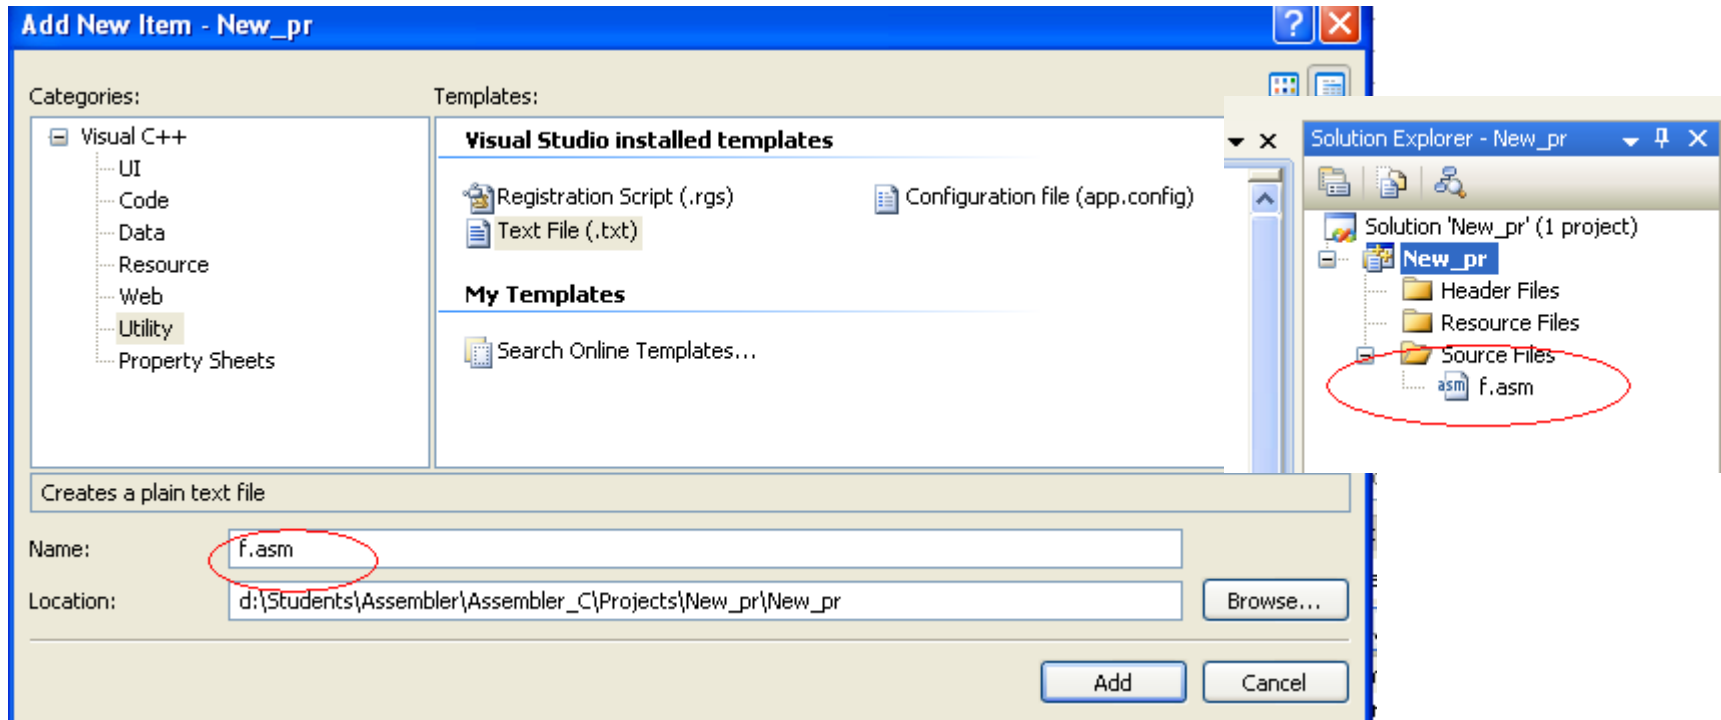 Add New Item - New_pr
Categories:
Templates:
Visual C++
UI
Code
Data
Resource
Web
Utility
Property Sheets
Visual Studio installed templates
Registration Script (.rgs)
Configuration file (app.config)
Text File (.txt)
My Templates
Search Online Templates...
Creates a plain text file
Name:
f.asm
Location:
d:\Students\Assembler\Assembler_C\Projects\New_pr\New_pr
Browse...
Add
Cancel
Solution Explorer - New_pr
Solution 'New_pr' (1 project)
New_pr
Header Files
Resource Files
Source Files
asm f.asm